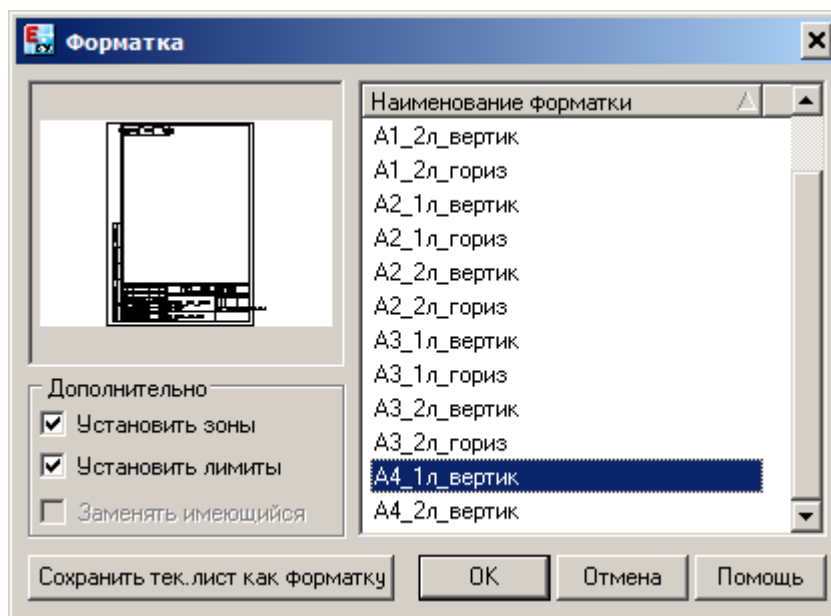 Форматка
Наименование форматки
А1_2л_вертик
А1_2л_гориз
А2_1л_вертик
А2_1л_гориз
А2_2л_вертик
А2_2л_гориз
А3_1л_вертик
А3_1л_гориз
А3_2л_вертик
А3_2л_гориз
А4_1л_вертик
А4_2л_вертик
Дополнительно
Установить зоны
Установить лимиты
Заменять имеющийся
Сохранить тек.лист как форматку
OK
Отмена
Помощь